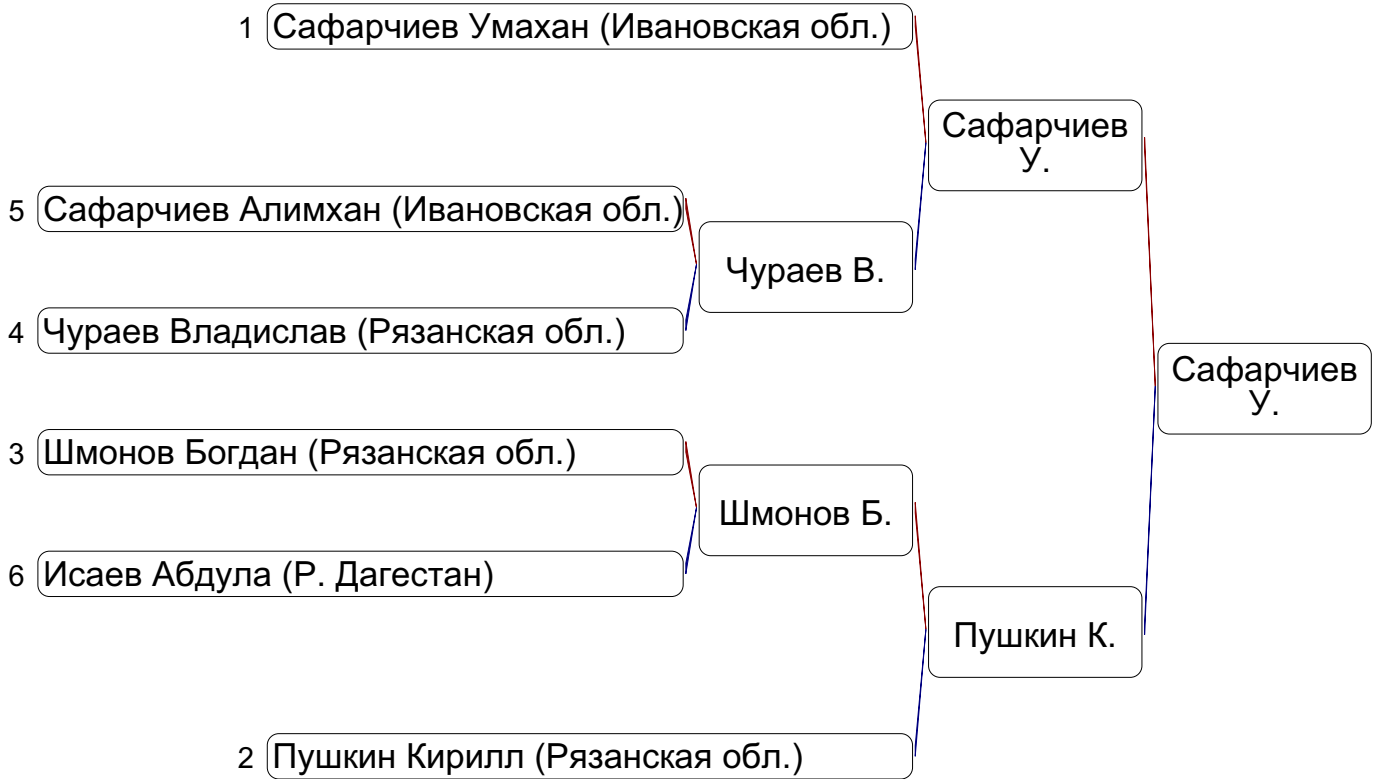 1 Сафарчиев Умахан (Ивановская обл.)
Сафарчиев
У.
5 Сафарчиев Алимхан (Ивановская обл.)
Чураев В.
4 Чураев Владислав (Рязанская обл.)
Сафарчиев
У.
3 Шмонов Богдан (Рязанская обл.)
Шмонов Б.
6 Исаев Абдула (Р. Дагестан)
Пушкин К.
2 Пушкин Кирилл (Рязанская обл.)